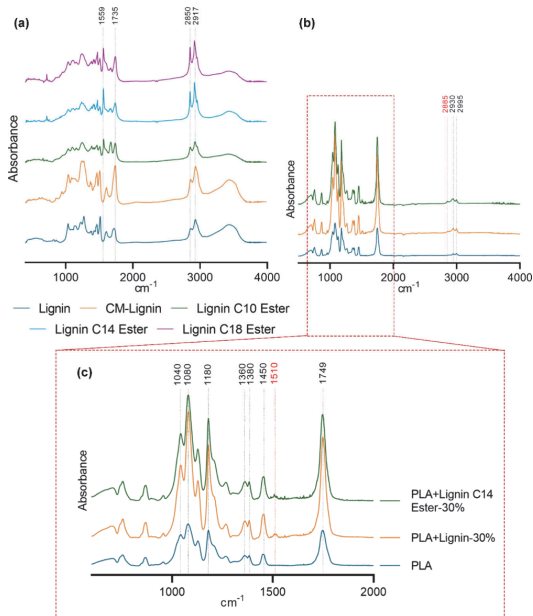 (a)
1559
1735
2850
2917
Absorbance
1000 2000 3000 4000
cm⁻¹
(b)
2885
2930
2995
Absorbance
0 1000 2000 3000 4000
cm⁻¹
Lignin CM-Lignin Lignin C10 Ester
Lignin C14 Ester Lignin C18 Ester
(c)
1040
1080
1180
1360
1380
1450
1510
1749
Absorbance
PLA+Lignin C14
Ester-30%
PLA+Lignin-30%
PLA
1000 1500 2000
cm⁻¹